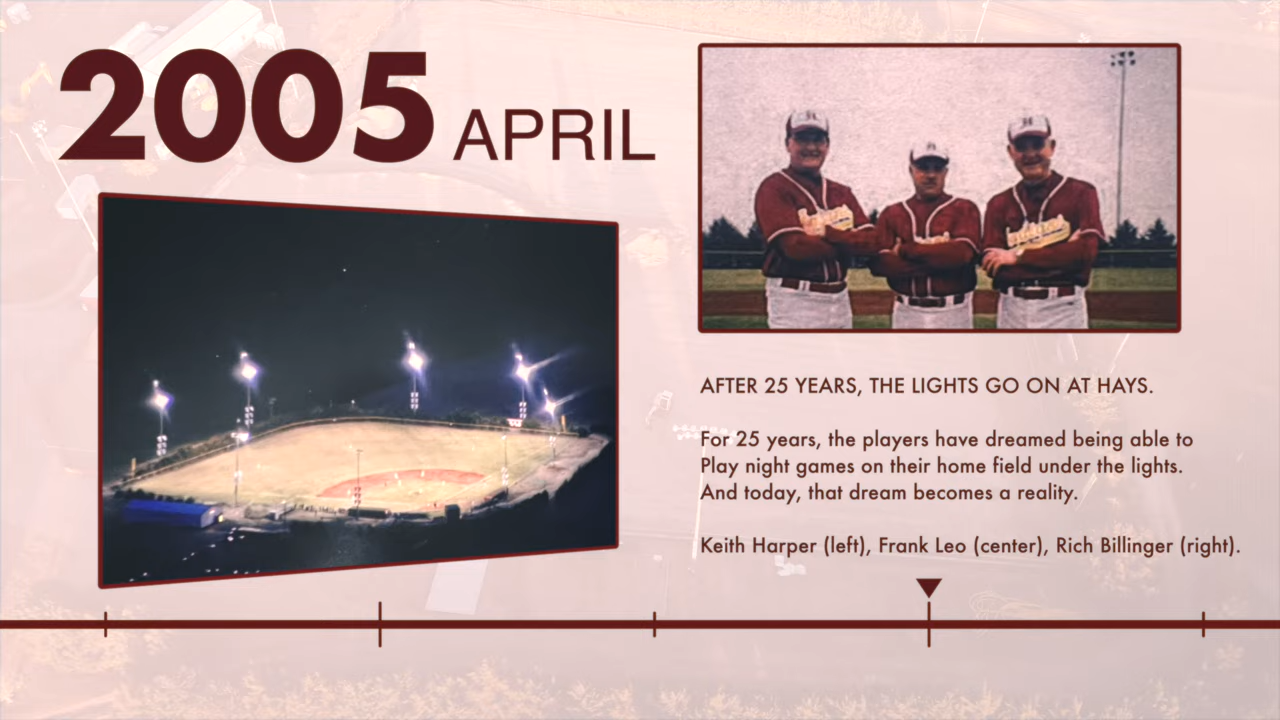 2005 APRIL
H
H
H
Indians
AFTER 25 YEARS, THE LIGHTS GO ON AT HAYS.
For 25 years, the players have dreamed being able to
Play night games on their home field under the lights.
And today, that dream becomes a reality.
Keith Harper (left), Frank Leo (center), Rich Billinger (right).